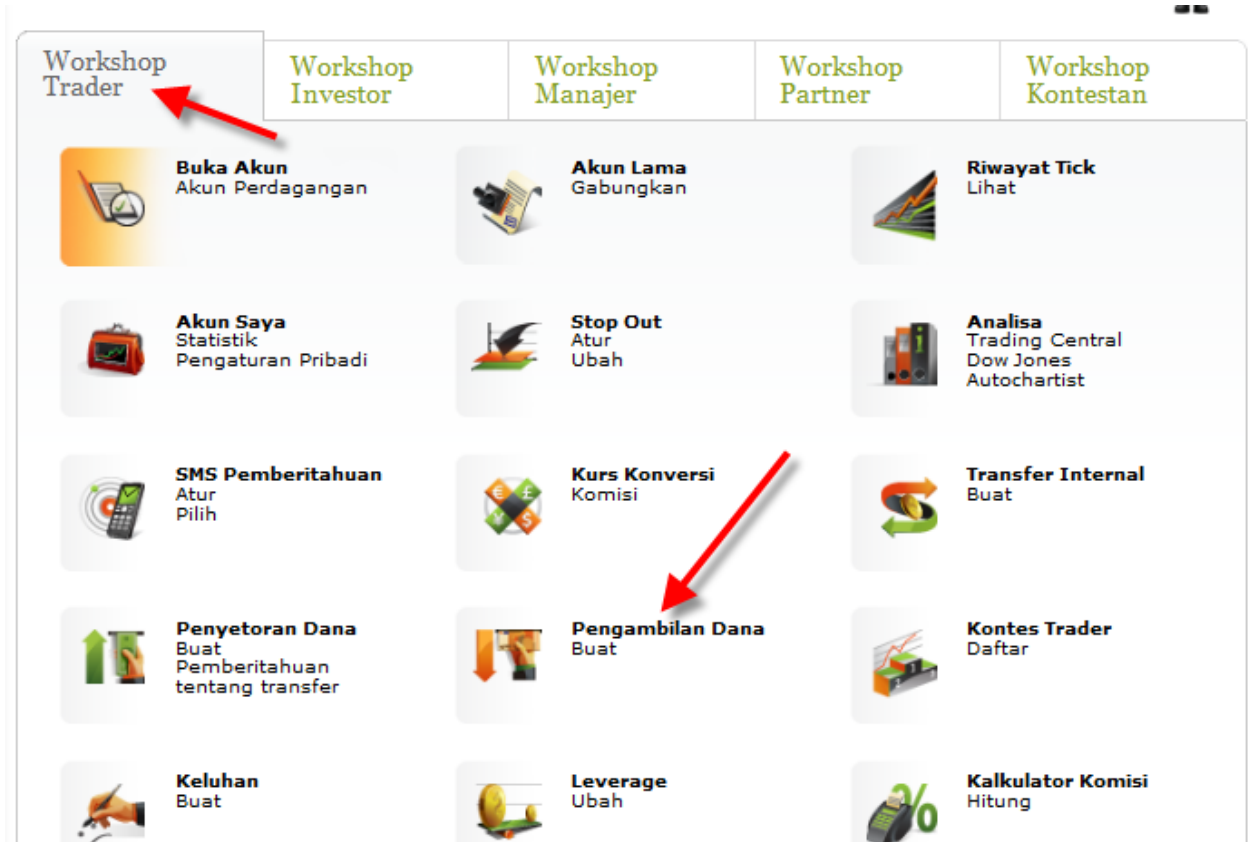 Workshop
Trader
Workshop
Investor
Workshop
Manajer
Workshop
Partner
Workshop
Kontestan
Buka Akun
Akun Perdagangan
Akun Lama
Gabungkan
Riwayat Tick
Lihat
Akun Saya
Statistik
Pengaturan Pribadi
Stop Out
Atur
Ubah
Analisa
Trading Central
Dow Jones
Autochartist
SMS Pemberitahuan
Atur
Pilih
Kurs Konversi
Komisi
Transfer Internal
Buat
Penyetoran Dana
Buat
Pemberitahuan
tentang transfer
Pengambilan Dana
Buat
Kontes Trader
Daftar
Keluhan
Buat
Leverage
Ubah
Kalkulator Komisi
Hitung